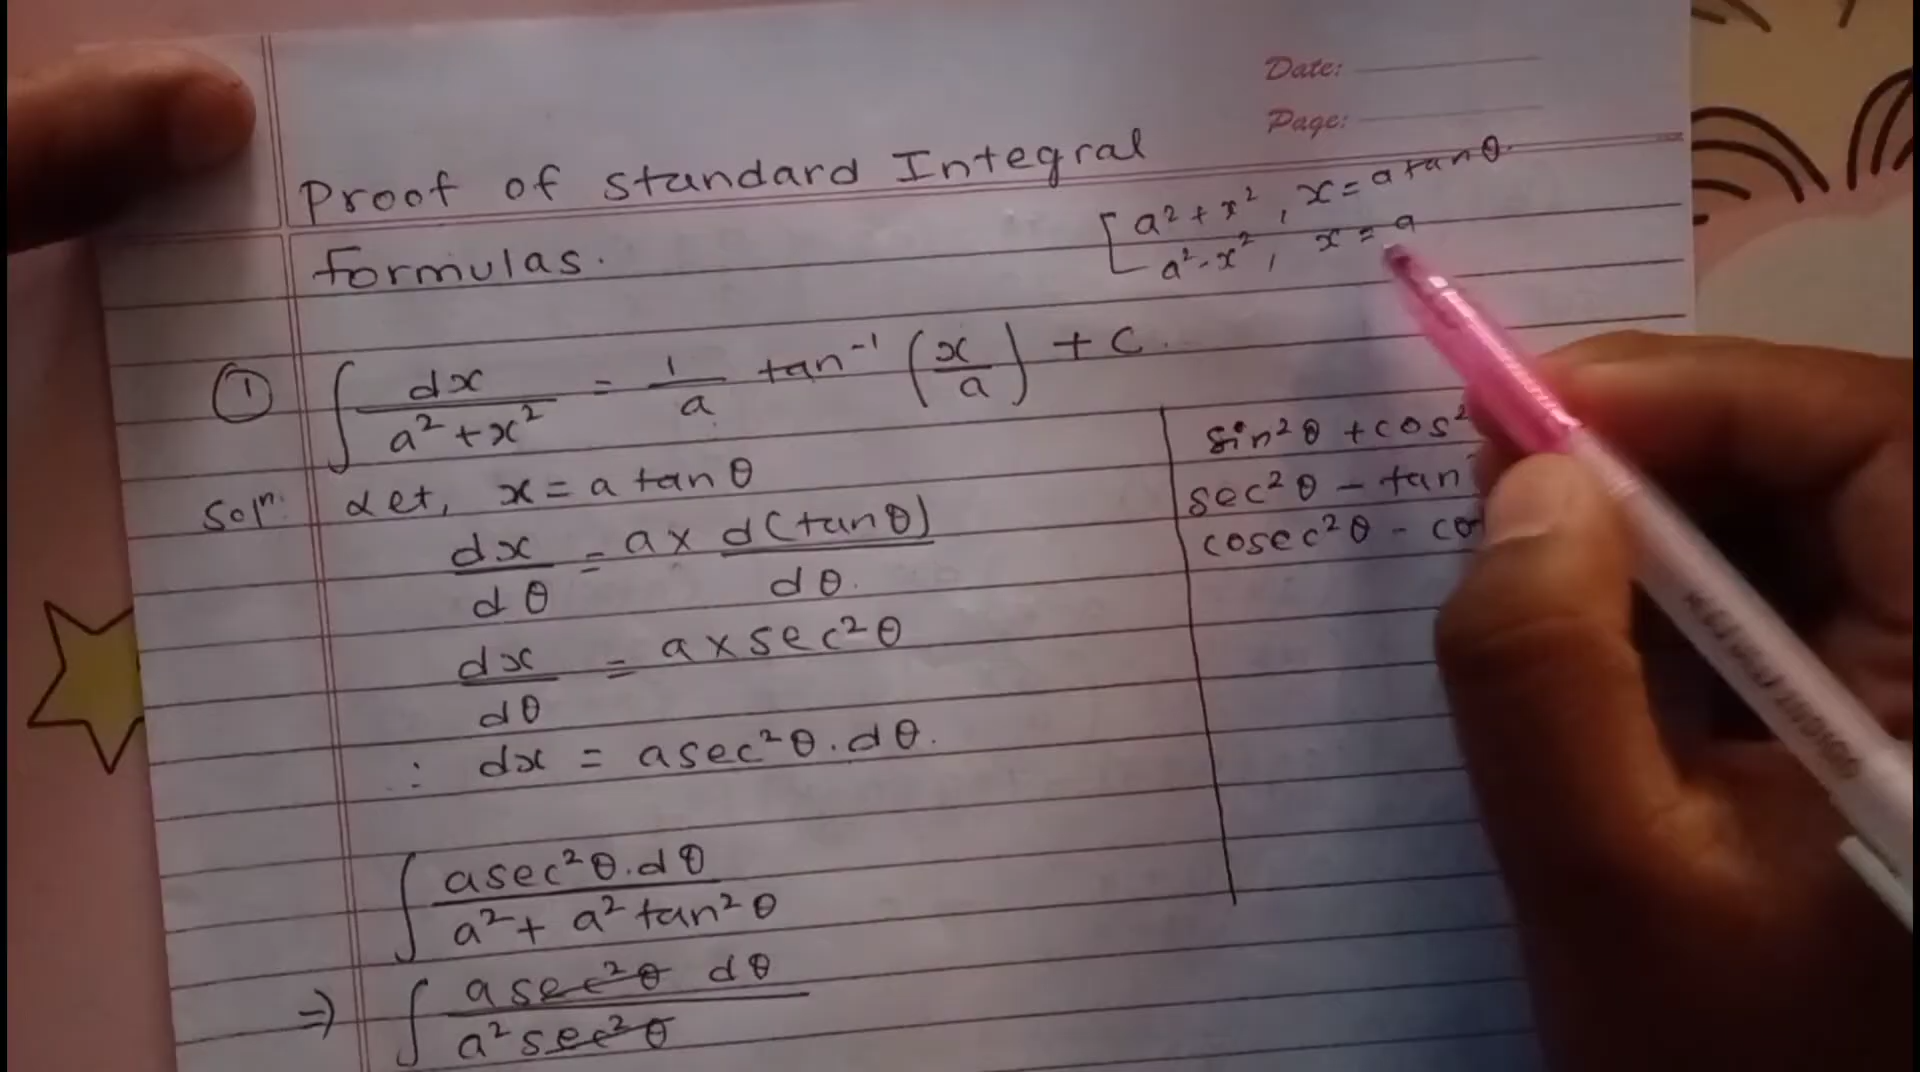 Date:
Page:
Proof of standard Integral
formulas.
a² + x² , x = a tan θ.
a² - x² , x = a
① ∫ dx / (a² + x²) = 1/a tan⁻¹ (x/a) + c.
Solⁿ: Let, x = a tan θ
dx/dθ = a x d(tan θ)/dθ.
dx/dθ = a x sec²θ
∴ dx = a sec²θ . dθ.
∫ a sec²θ . dθ / a² + a² tan²θ
⇒ ∫ a sec²θ dθ / a² sec²θ
sin²θ + cos²
sec²θ - tan
cosec²θ - co